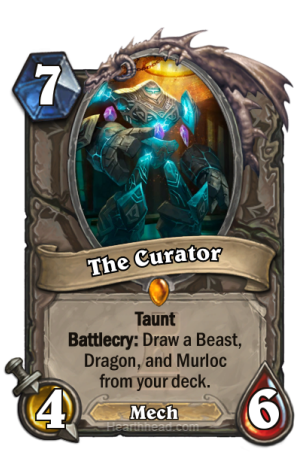 7
The Curator
Taunt
Battlecry: Draw a Beast,
Dragon, and Murloc
from your deck.
4
Mech
6
Hearthhead.com